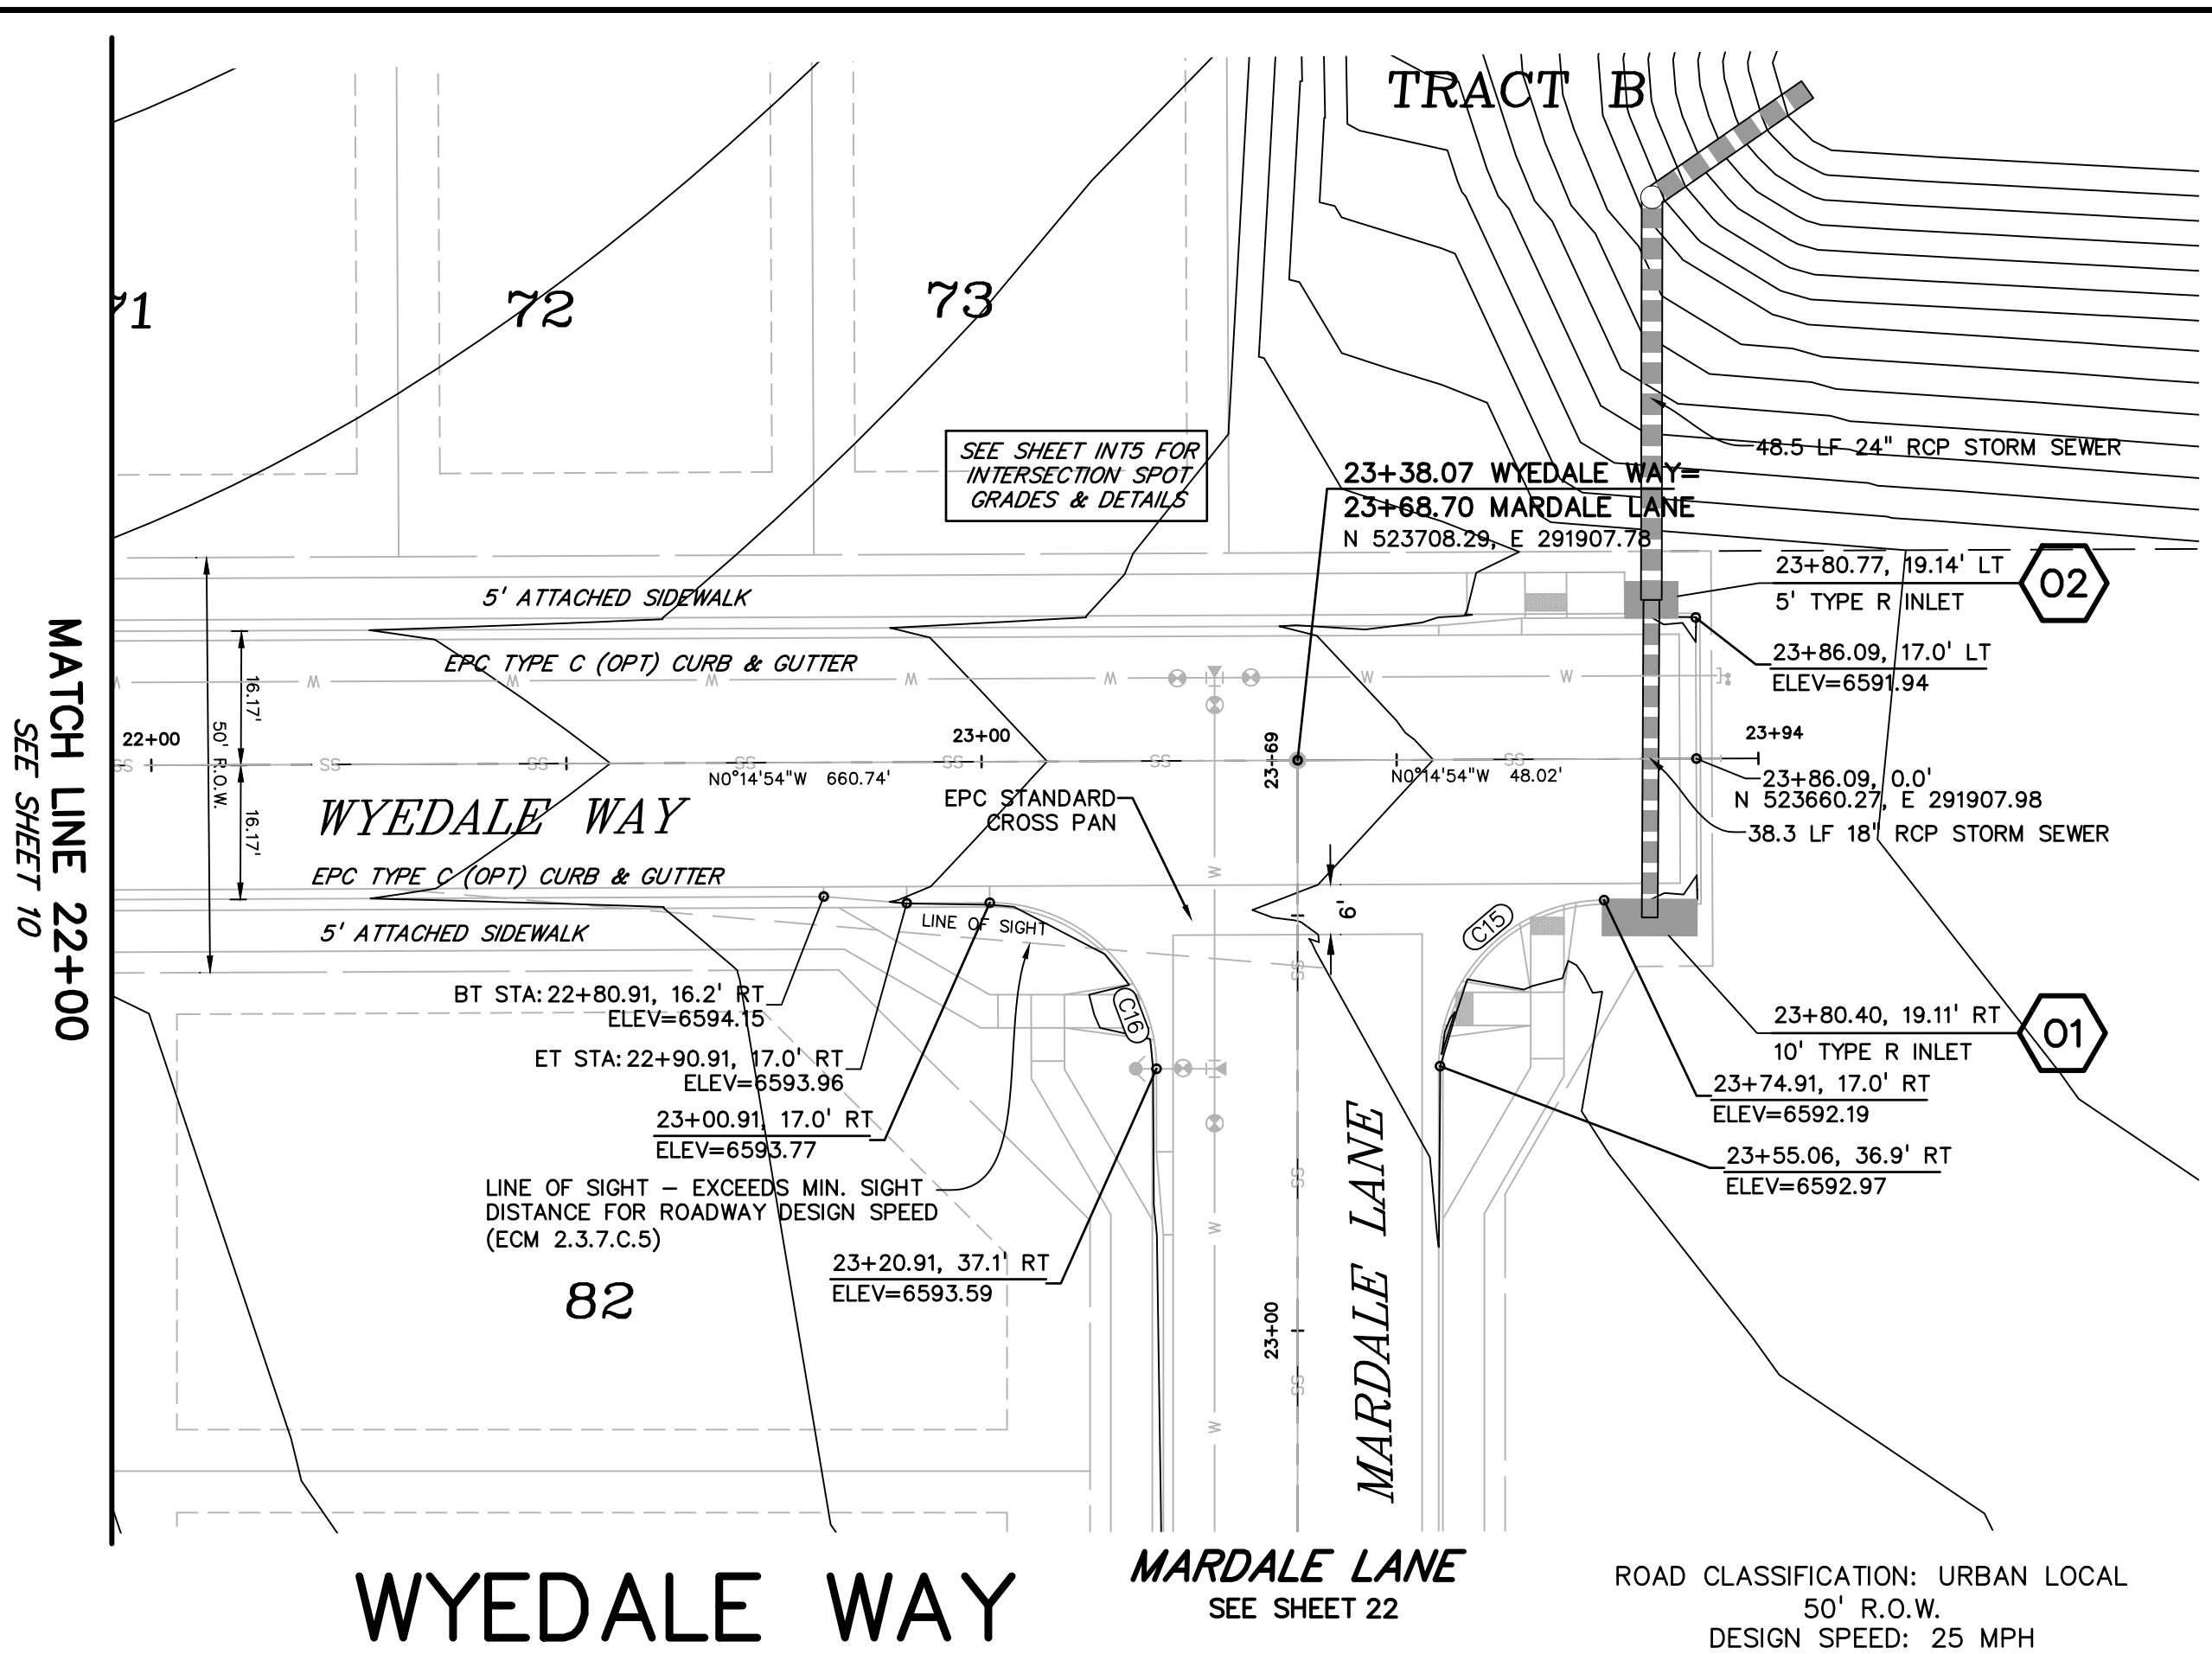 TRACT B
71
72
73
SEE SHEET INT5 FOR
INTERSECTION SPOT
GRADES & DETAILS
48.5 LF 24" RCP STORM SEWER
23+38.07 WYEDALE WAY=
23+68.70 MARDALE LANE
N 523708.29, E 291907.78
23+80.77, 19.14' LT
5' TYPE R INLET
02
5' ATTACHED SIDEWALK
EPC TYPE C (OPT) CURB & GUTTER
23+86.09, 17.0' LT
ELEV=6591.94
W W W W W W W W
16.17'
50' R.O.W.
16.17'
22+00
23+00
23+69
23+94
SS SS SS SS SS SS SS
N0°14'54"W 660.74'
N0°14'54"W 48.02'
23+86.09, 0.0'
N 523660.27, E 291907.98
38.3 LF 18" RCP STORM SEWER
WYEDALE WAY
EPC STANDARD
CROSS PAN
EPC TYPE C (OPT) CURB & GUTTER
5' ATTACHED SIDEWALK
LINE OF SIGHT
6'
C15
C16
MATCH LINE 22+00
SEE SHEET 10
BT STA: 22+80.91, 16.2' RT
ELEV=6594.15
ET STA: 22+90.91, 17.0' RT
ELEV=6593.96
23+00.91, 17.0' RT
ELEV=6593.77
LINE OF SIGHT – EXCEEDS MIN. SIGHT
DISTANCE FOR ROADWAY DESIGN SPEED
(ECM 2.3.7.C.5)
23+20.91, 37.1' RT
ELEV=6593.59
82
23+80.40, 19.11' RT
10' TYPE R INLET
01
23+74.91, 17.0' RT
ELEV=6592.19
23+55.06, 36.9' RT
ELEV=6592.97
W W W
SS SS SS
23+00
MARDALE LANE
WYEDALE WAY
MARDALE LANE
SEE SHEET 22
ROAD CLASSIFICATION: URBAN LOCAL
50' R.O.W.
DESIGN SPEED: 25 MPH